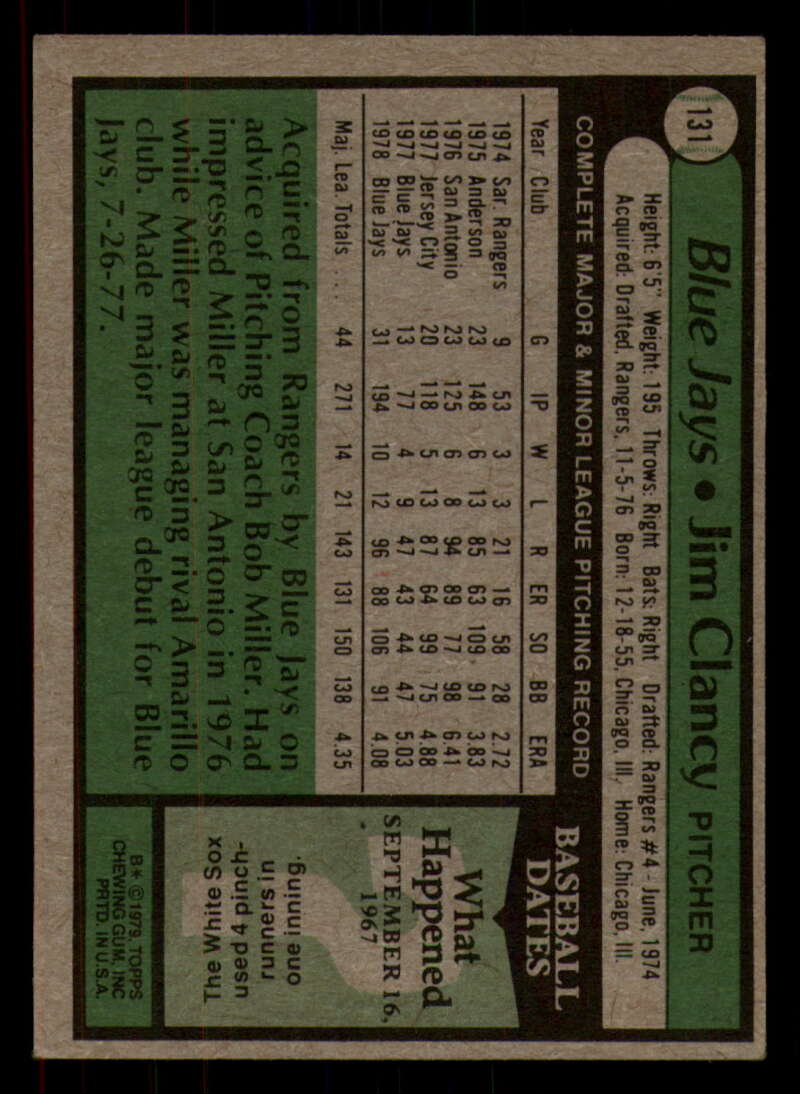 131
Blue Jays • Jim Clancy PITCHER
Height: 6'5" Weight: 195 Throws: Right Bats: Right Drafted: Rangers #4 - June, 1974
Acquired: Drafted, Rangers, 11-5-76 Born: 12-18-55, Chicago, Ill. Home: Chicago, Ill.
COMPLETE MAJOR & MINOR LEAGUE PITCHING RECORD
Year Club G IP W L R ER SO BB ERA
1974 Sar. Rangers 9 53 3 3 21 16 58 28 2.72
1975 Anderson 23 148 6 13 85 63 109 91 3.83
1976 San Antonio 23 125 6 8 94 89 77 98 6.41
1977 Jersey City 20 118 5 13 87 64 99 75 4.88
1977 Blue Jays 13 77 4 9 47 43 44 47 5.03
1978 Blue Jays 31 194 10 12 96 88 106 91 4.08
Maj. Lea. Totals . . . 44 271 14 21 143 131 150 138 4.35
Acquired from Rangers by Blue Jays on
advice of Pitching Coach Bob Miller. Had
impressed Miller at San Antonio in 1976
while Miller was managing rival Amarillo
club. Made major league debut for Blue
Jays, 7-26-77.
BASEBALL
DATES
What
Happened
SEPTEMBER 16,
1967
?
The White Sox
used 4 pinch-
runners in
one inning.
B* © 1979, TOPPS
CHEWING GUM, INC
PRTD. IN U.S.A.